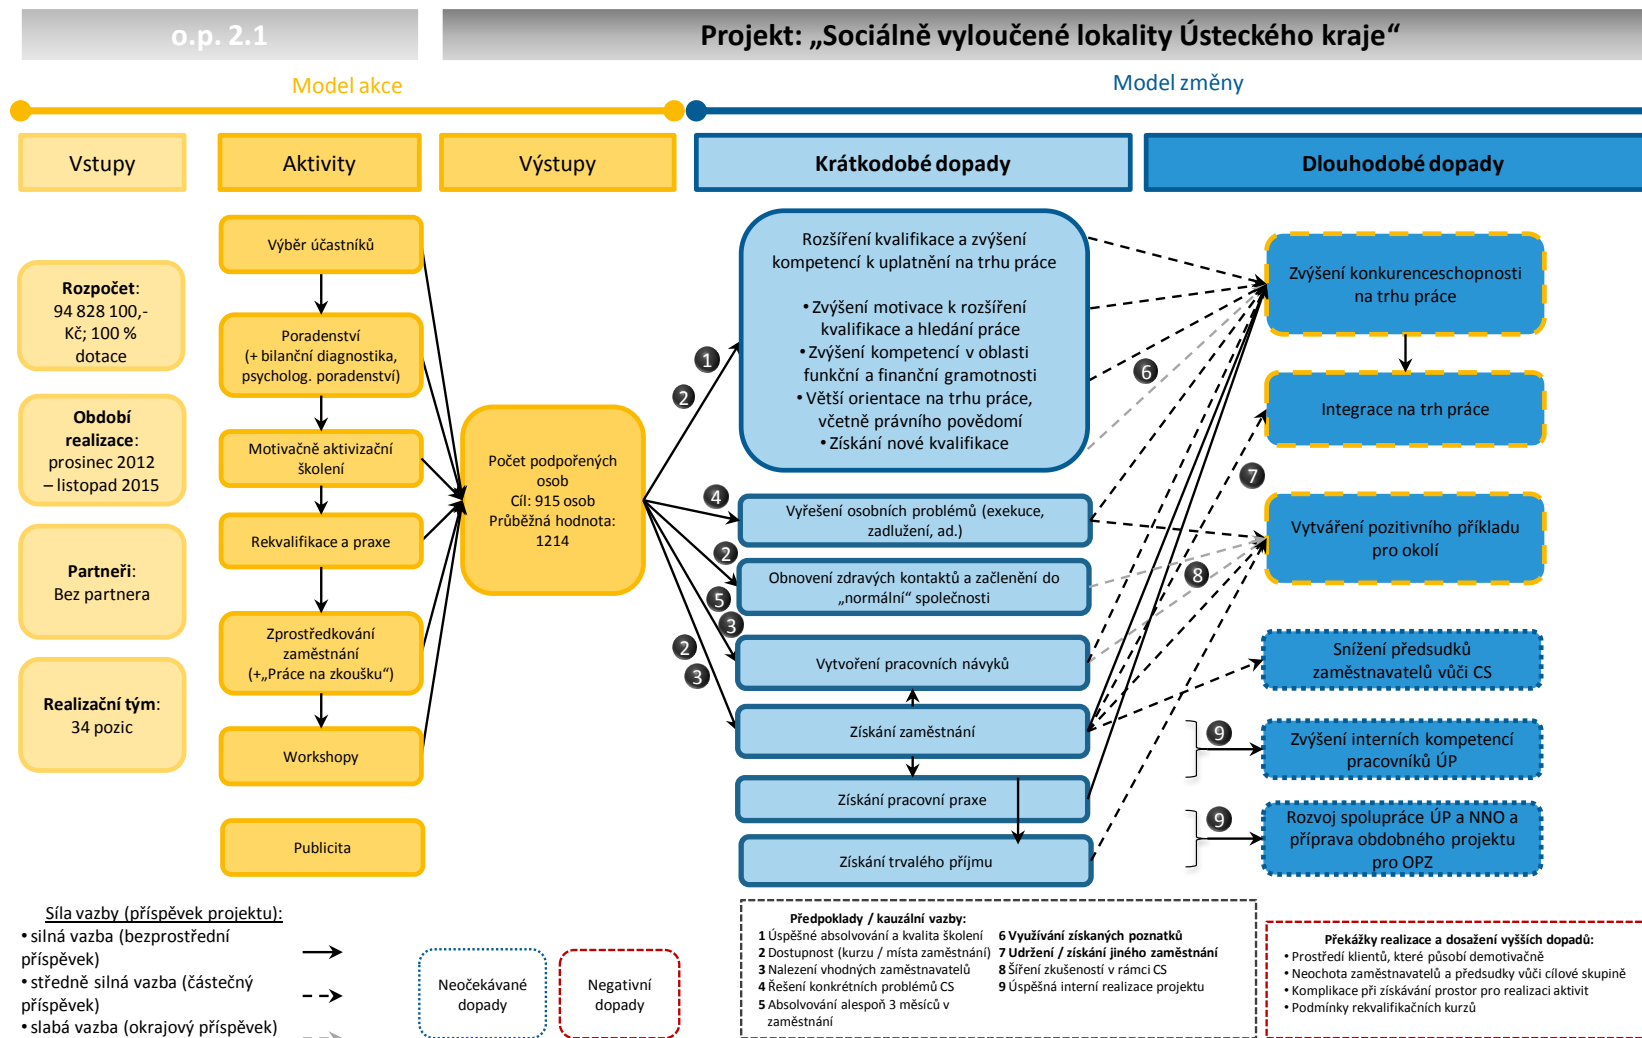 o.p. 2.1
Projekt: „Sociálně vyloučené lokality Ústeckého kraje“
Model akce
Model změny
Vstupy
Aktivity
Výstupy
Krátkodobé dopady
Dlouhodobé dopady
Rozpočet:
94 828 100,-
Kč; 100 %
dotace
Období
realizace:
prosinec 2012
– listopad 2015
Partneři:
Bez partnera
Realizační tým:
34 pozic
Výběr účastníků
Poradenství
(+ bilanční diagnostika,
psycholog. poradenství)
Motivačně aktivizační
školení
Rekvalifikace a praxe
Zprostředkování
zaměstnání
(+„Práce na zkoušku“)
Workshopy
Publicita
Počet podpořených
osob
Cíl: 915 osob
Průběžná hodnota:
1214
1
2
4
2
5
3
2
3
Rozšíření kvalifikace a zvýšení
kompetencí k uplatnění na trhu práce
• Zvýšení motivace k rozšíření
kvalifikace a hledání práce
• Zvýšení kompetencí v oblasti
funkční a finanční gramotnosti
• Větší orientace na trhu práce,
včetně právního povědomí
• Získání nové kvalifikace
Vyřešení osobních problémů (exekuce,
zadlužení, ad.)
Obnovení zdravých kontaktů a začlenění do
„normální“ společnosti
Vytvoření pracovních návyků
Získání zaměstnání
Získání pracovní praxe
Získání trvalého příjmu
6
7
8
9
9
Zvýšení konkurenceschopnosti
na trhu práce
Integrace na trh práce
Vytváření pozitivního příkladu
pro okolí
Snížení předsudků
zaměstnavatelů vůči CS
Zvýšení interních kompetencí
pracovníků ÚP
Rozvoj spolupráce ÚP a NNO a
příprava obdobného projektu
pro OPZ
Síla vazby (příspěvek projektu):
• silná vazba (bezprostřední
příspěvek)
• středně silná vazba (částečný
příspěvek)
• slabá vazba (okrajový příspěvek)
Neočekávané
dopady
Negativní
dopady
Předpoklady / kauzální vazby:
1 Úspěšné absolvování a kvalita školení
2 Dostupnost (kurzu / místa zaměstnání)
3 Nalezení vhodných zaměstnavatelů
4 Řešení konkrétních problémů CS
5 Absolvování alespoň 3 měsíců v
zaměstnání
6 Využívání získaných poznatků
7 Udržení / získání jiného zaměstnání
8 Šíření zkušeností v rámci CS
9 Úspěšná interní realizace projektu
Překážky realizace a dosažení vyšších dopadů:
• Prostředí klientů, které působí demotivačně
• Neochota zaměstnavatelů a předsudky vůči cílové skupině
• Komplikace při získávání prostor pro realizaci aktivit
• Podmínky rekvalifikačních kurzů